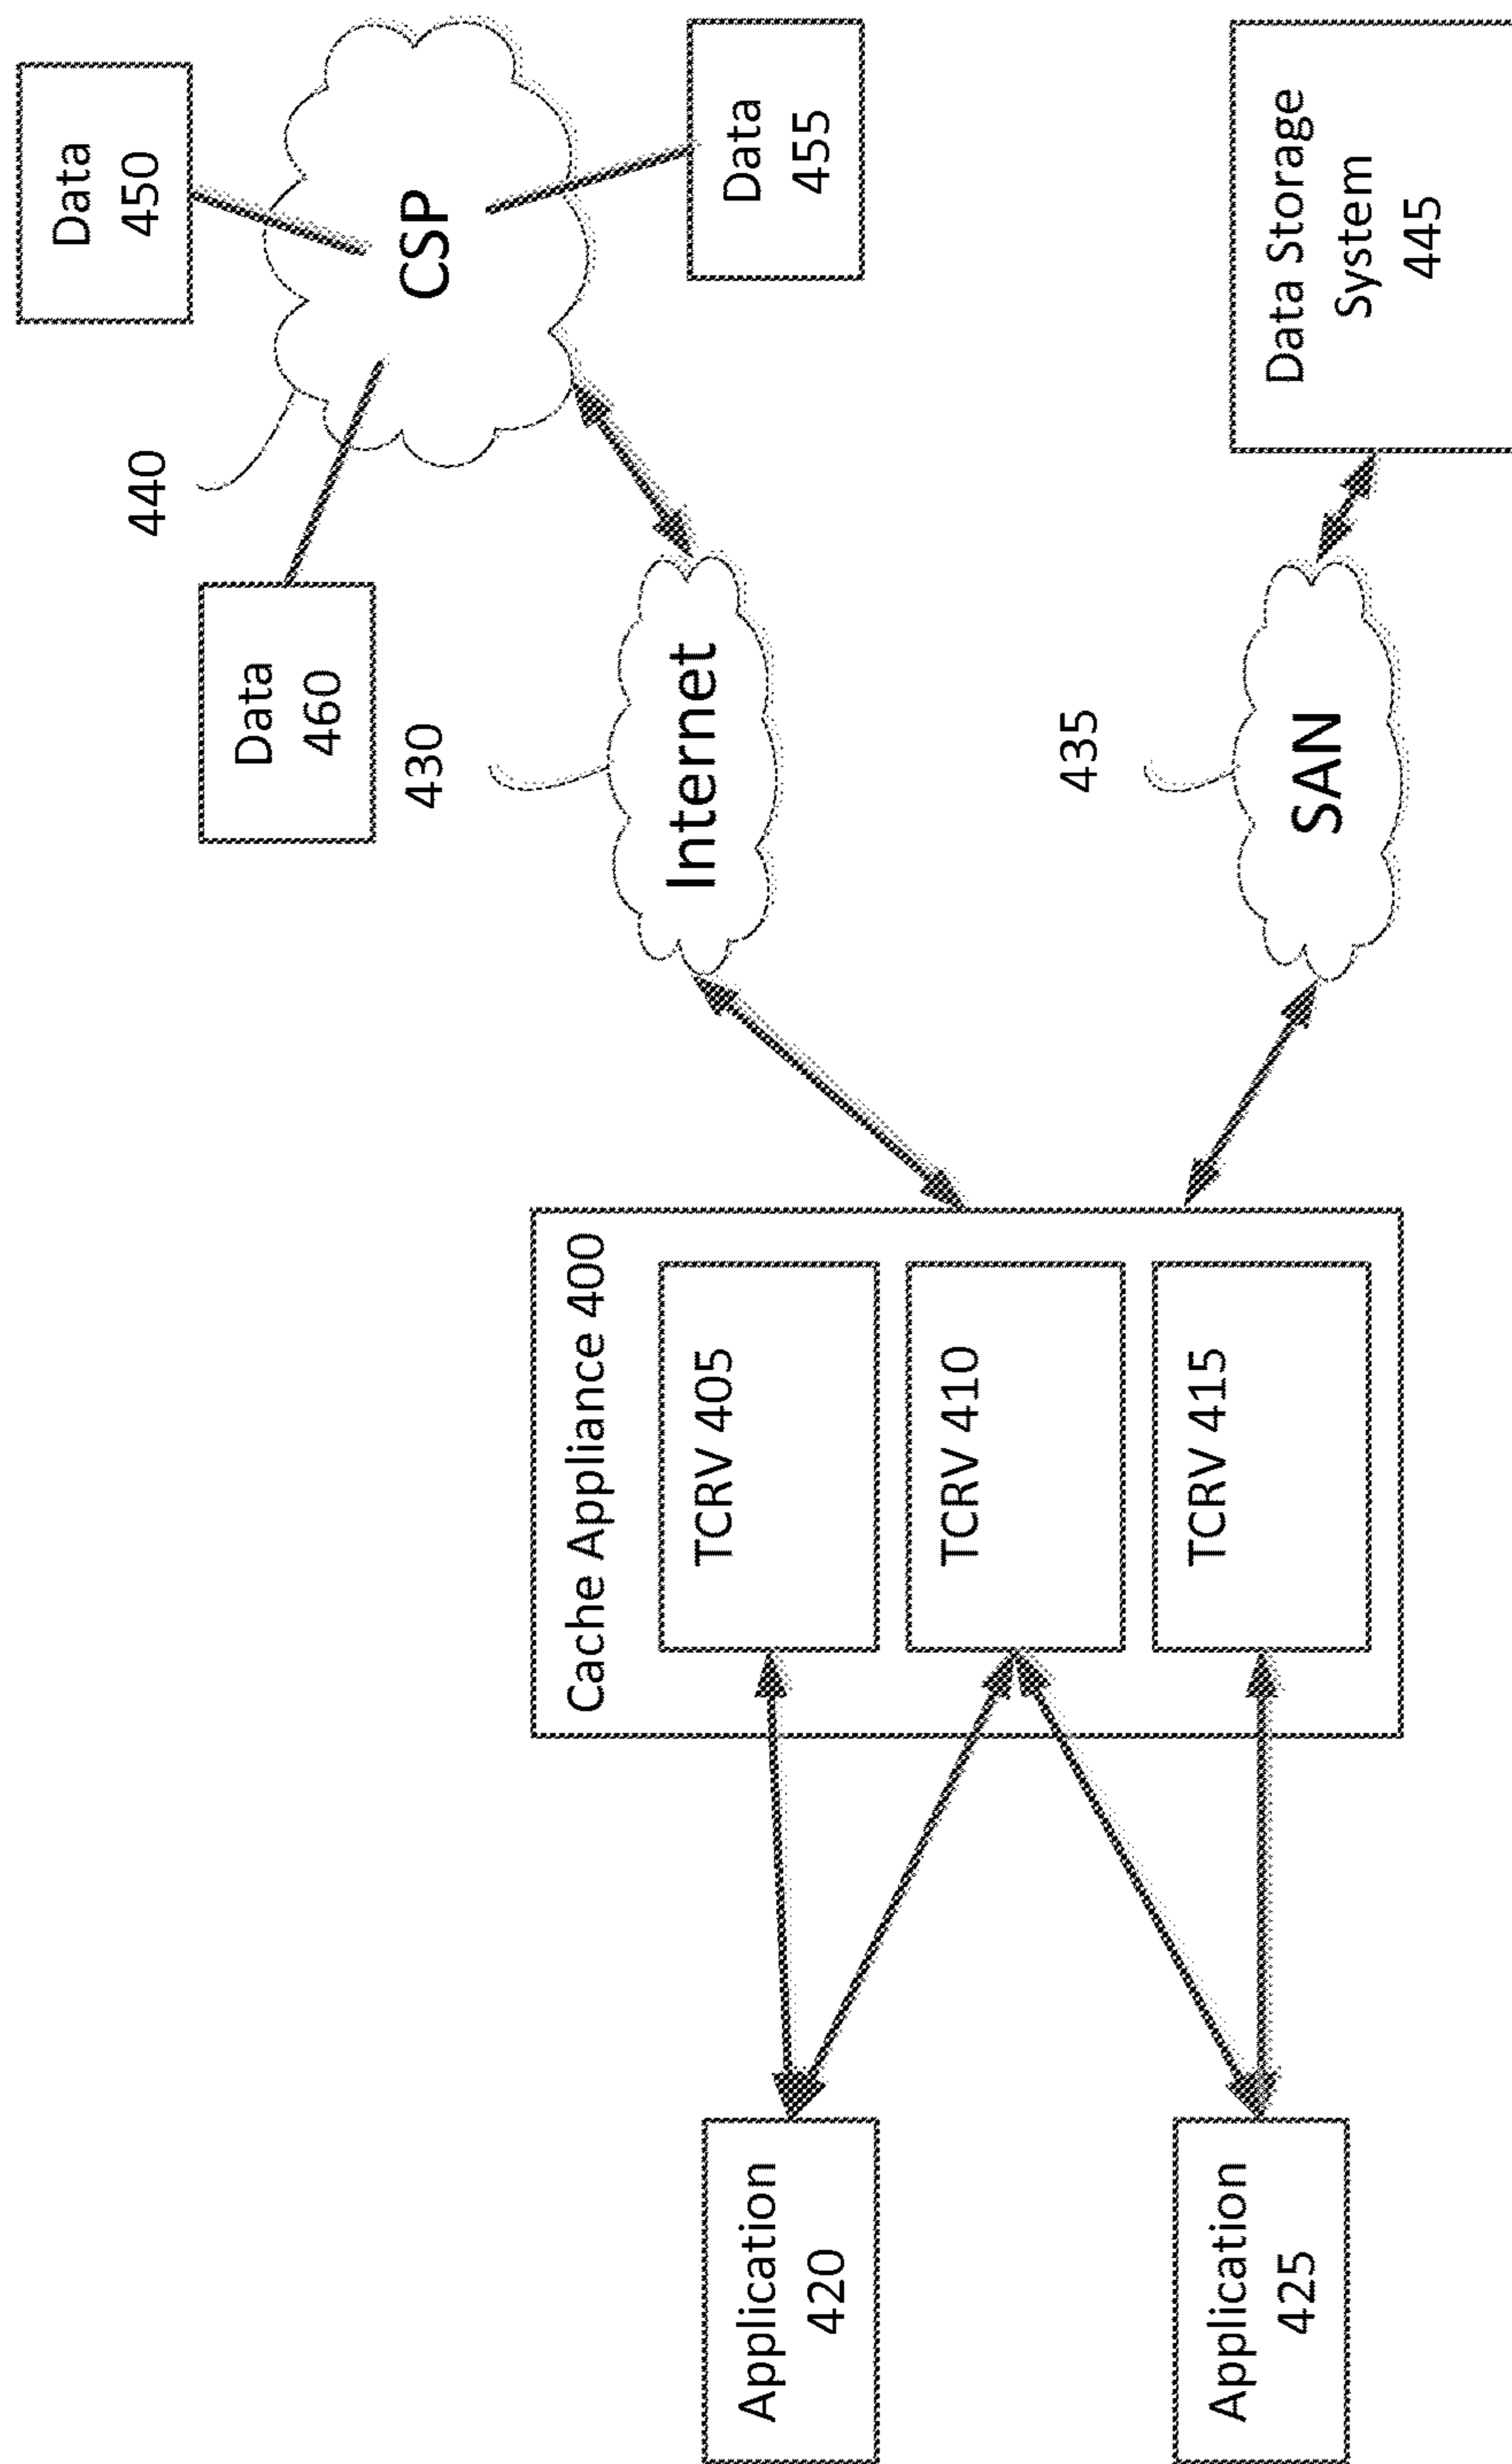 Application
420
Application
425
Cache Appliance 400
TCRV 405
TCRV 410
TCRV 415
430
Internet
435
SAN
440
CSP
Data
450
Data
455
Data
460
Data Storage
System
445